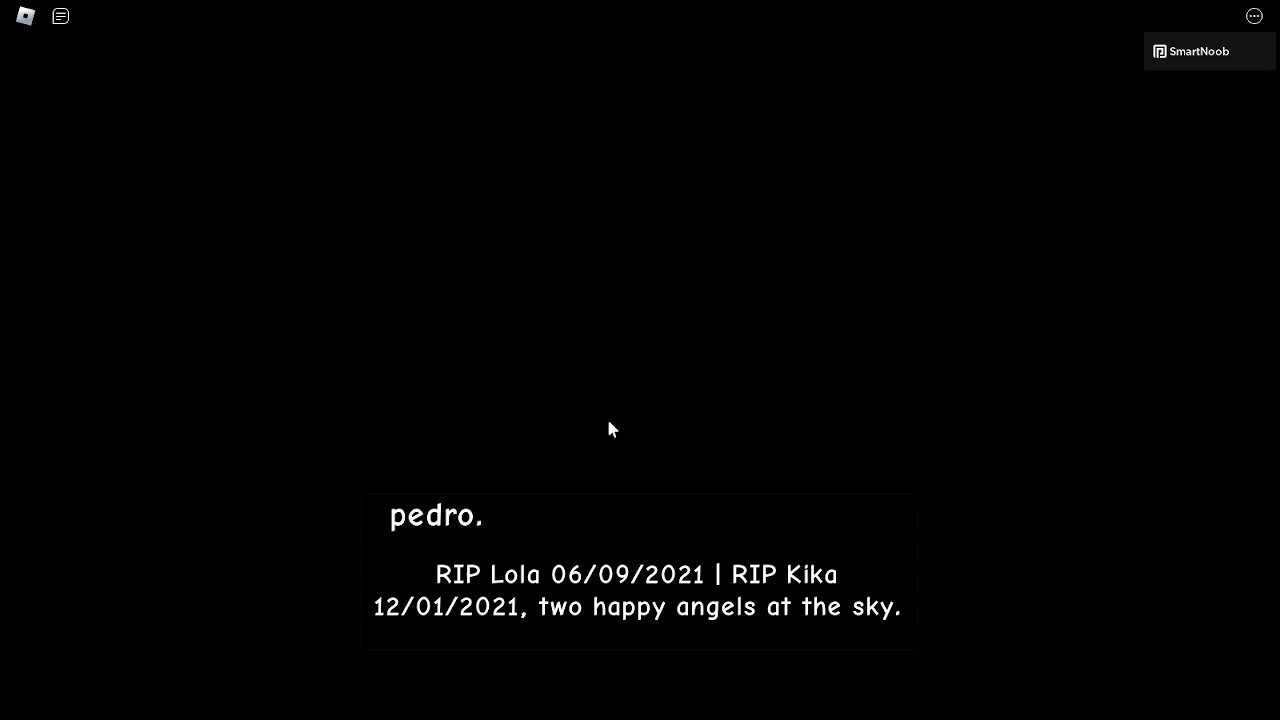 SmartNoob
pedro.
RIP Lola 06/09/2021 | RIP Kika
12/01/2021, two happy angels at the sky.